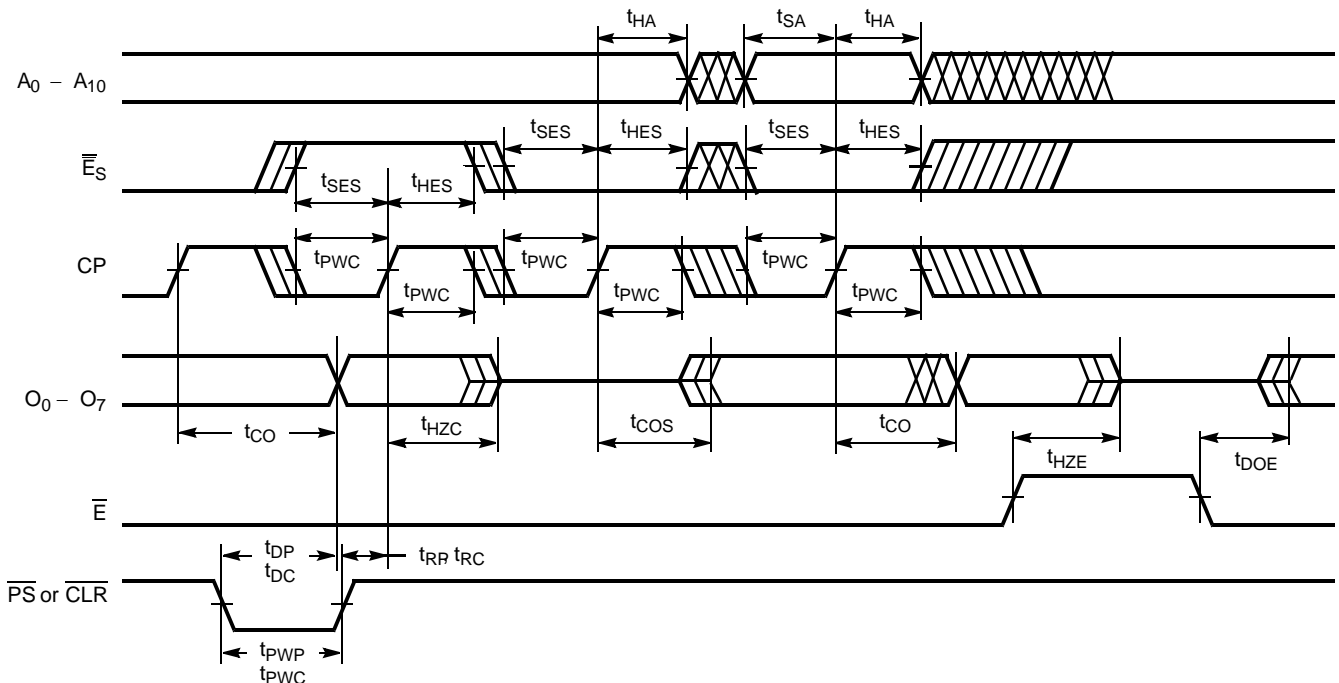 tHA tSA tHA
A0 – A10
tSES tHES tSES tHES
ES
tSES tHES
CP
tPWC tPWC tPWC
tPWC tPWC tPWC
O0 – O7
tCO tHZC tCOS tCO
tHZE tDOE
E
tDP
tDC
tRP, tRC
PS or CLR
tPWP
tPWC